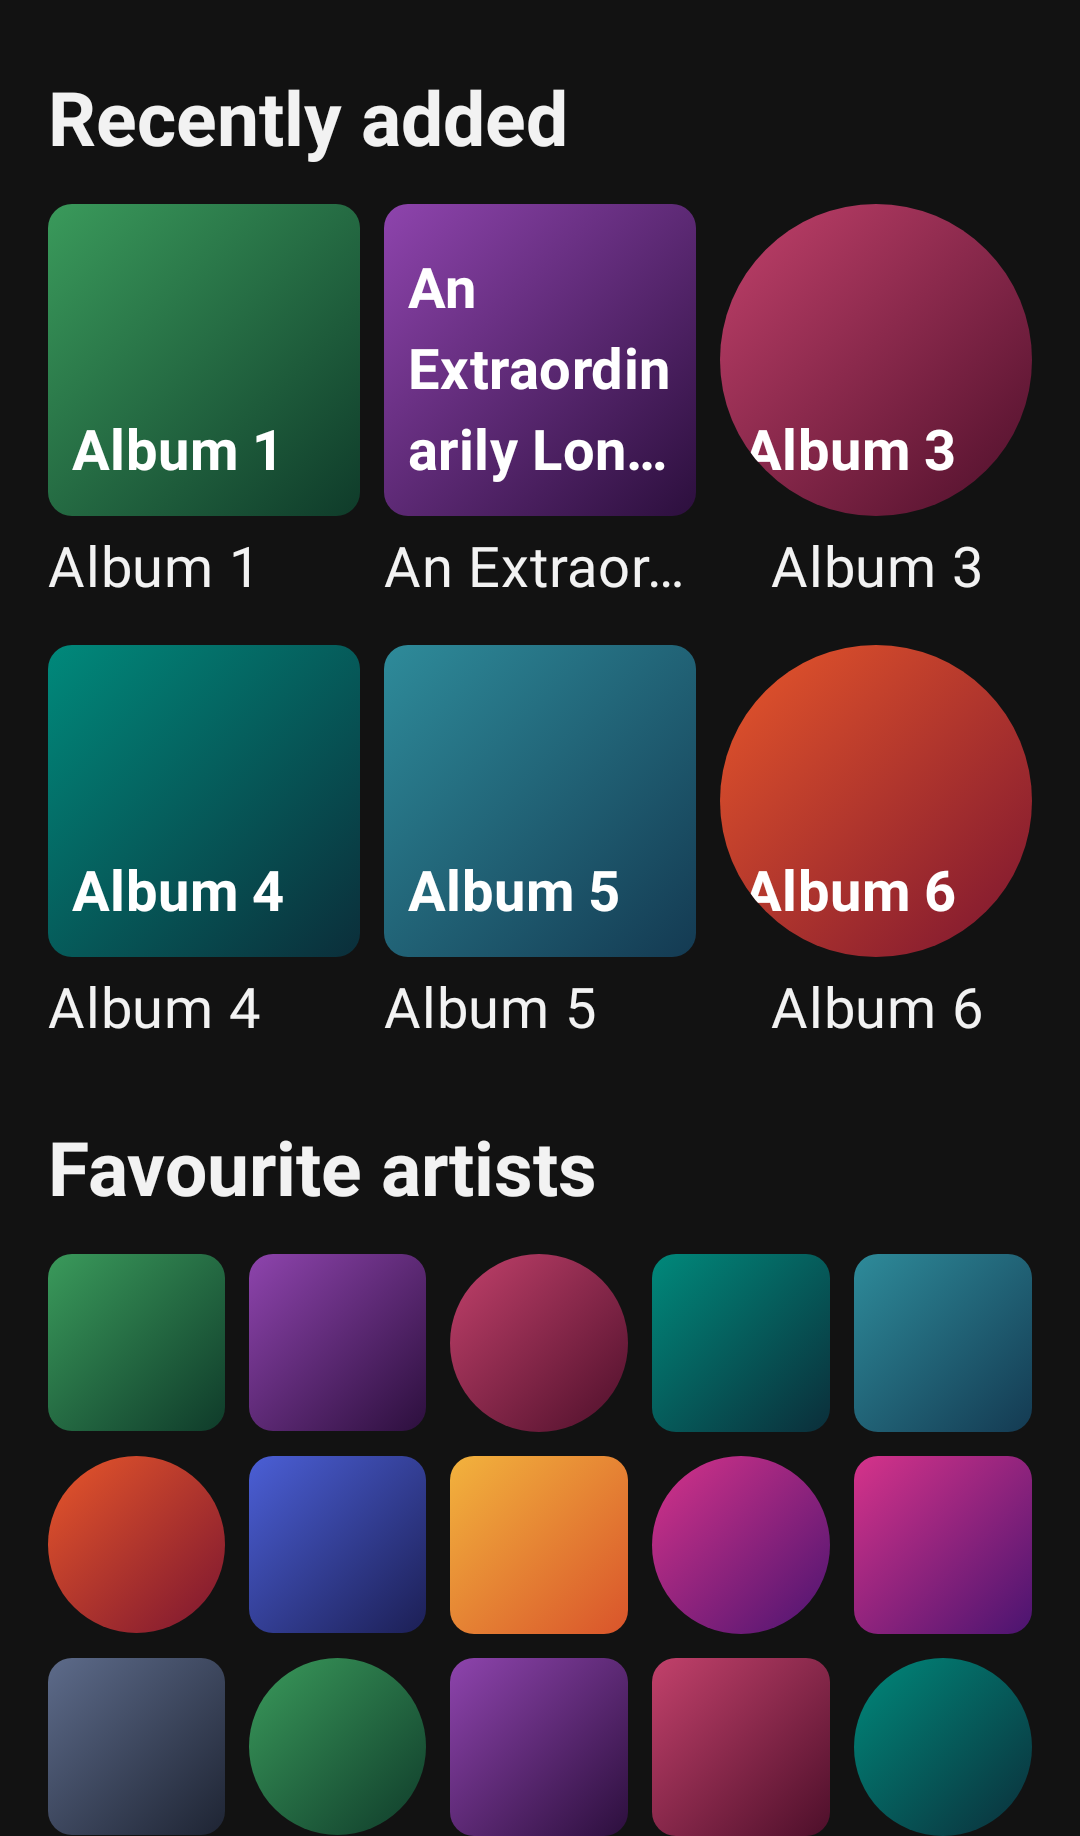 Recently added
Album 1
An
Extraordin
arily Lon…
Album 3
Album 1
An Extraor…
Album 3
Album 4
Album 5
Album 6
Album 4
Album 5
Album 6
Favourite artists